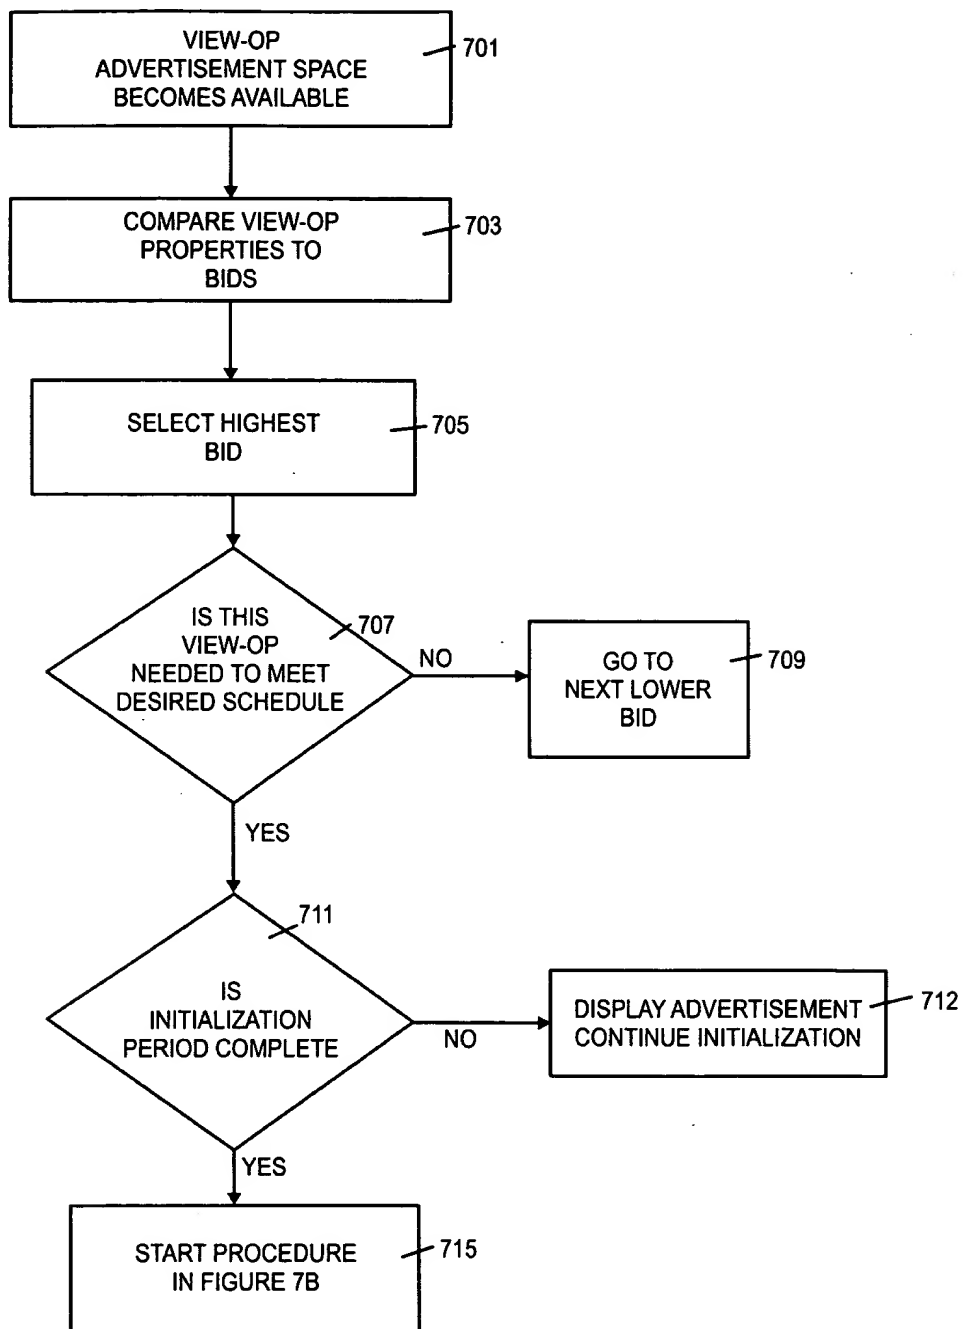 VIEW-OP
ADVERTISEMENT SPACE
BECOMES AVAILABLE
701
COMPARE VIEW-OP
PROPERTIES TO
BIDS
703
SELECT HIGHEST
BID
705
IS THIS
VIEW-OP
NEEDED TO MEET
DESIRED SCHEDULE
707
NO
GO TO
NEXT LOWER
BID
709
YES
711
IS
INITIALIZATION
PERIOD COMPLETE
NO
DISPLAY ADVERTISEMENT
CONTINUE INITIALIZATION
712
YES
START PROCEDURE
IN FIGURE 7B
715